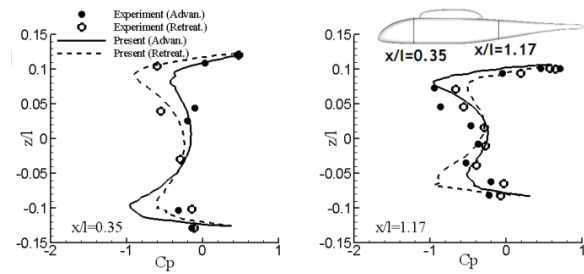 Experiment (Advan.)
Experiment (Retreat.)
Present (Advan.)
Present (Retreat.)
0.15
0.1
0.05
0
-0.05
-0.1
-0.15
z/l
x/l=0.35
-2
-1
0
1
Cp
x/l=0.35
x/l=1.17
0.15
0.1
0.05
0
-0.05
-0.1
-0.15
z/l
x/l=1.17
-2
-1
0
1
Cp